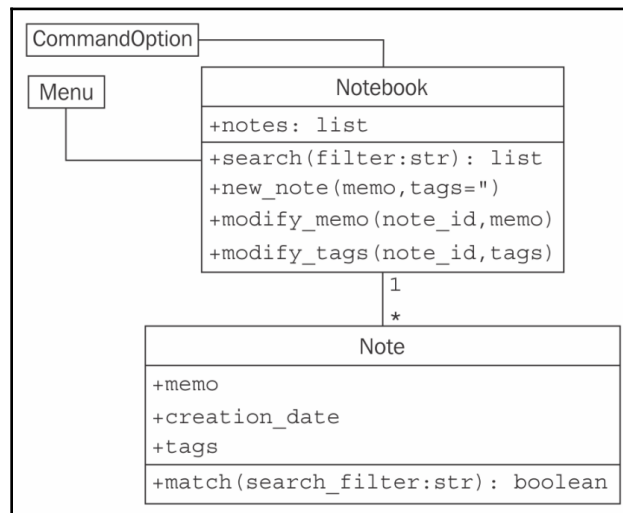 CommandOption
Menu
Notebook
+notes: list
+search(filter:str): list
+new_note(memo,tags=")
+modify_memo(note_id,memo)
+modify_tags(note_id,tags)
1
*
Note
+memo
+creation_date
+tags
+match(search_filter:str): boolean